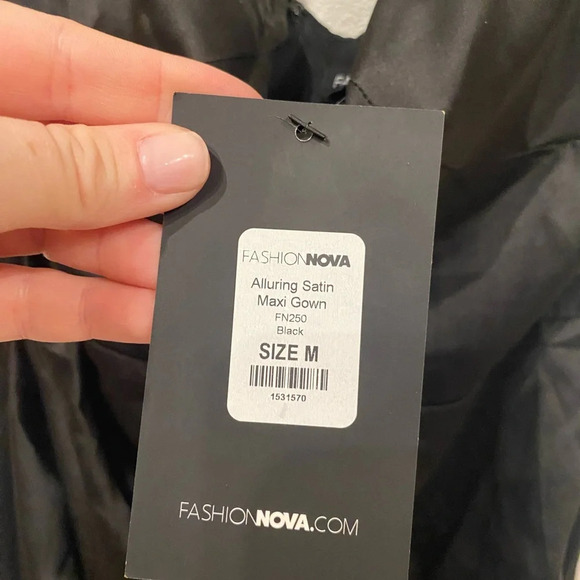 FASHIONNOVA
Alluring Satin
Maxi Gown
FN250
Black
SIZE M
1531570
FASHIONNOVA.COM